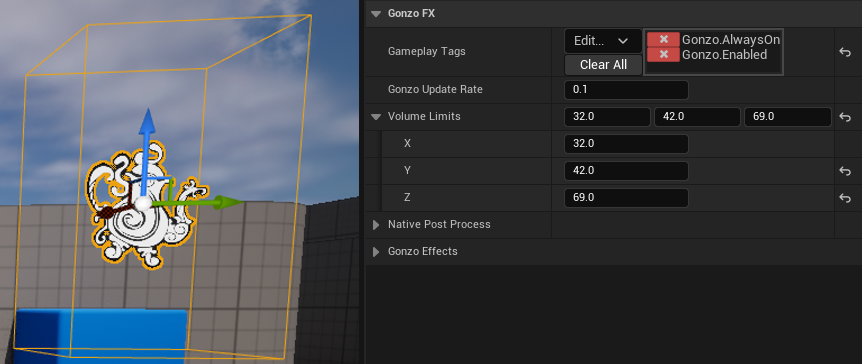 Gonzo FX
Gameplay Tags
Edit...
Clear All
Gonzo.AlwaysOn
Gonzo.Enabled
Gonzo Update Rate
0.1
Volume Limits
32.0 42.0 69.0
X 32.0
Y 42.0
Z 69.0
Native Post Process
Gonzo Effects